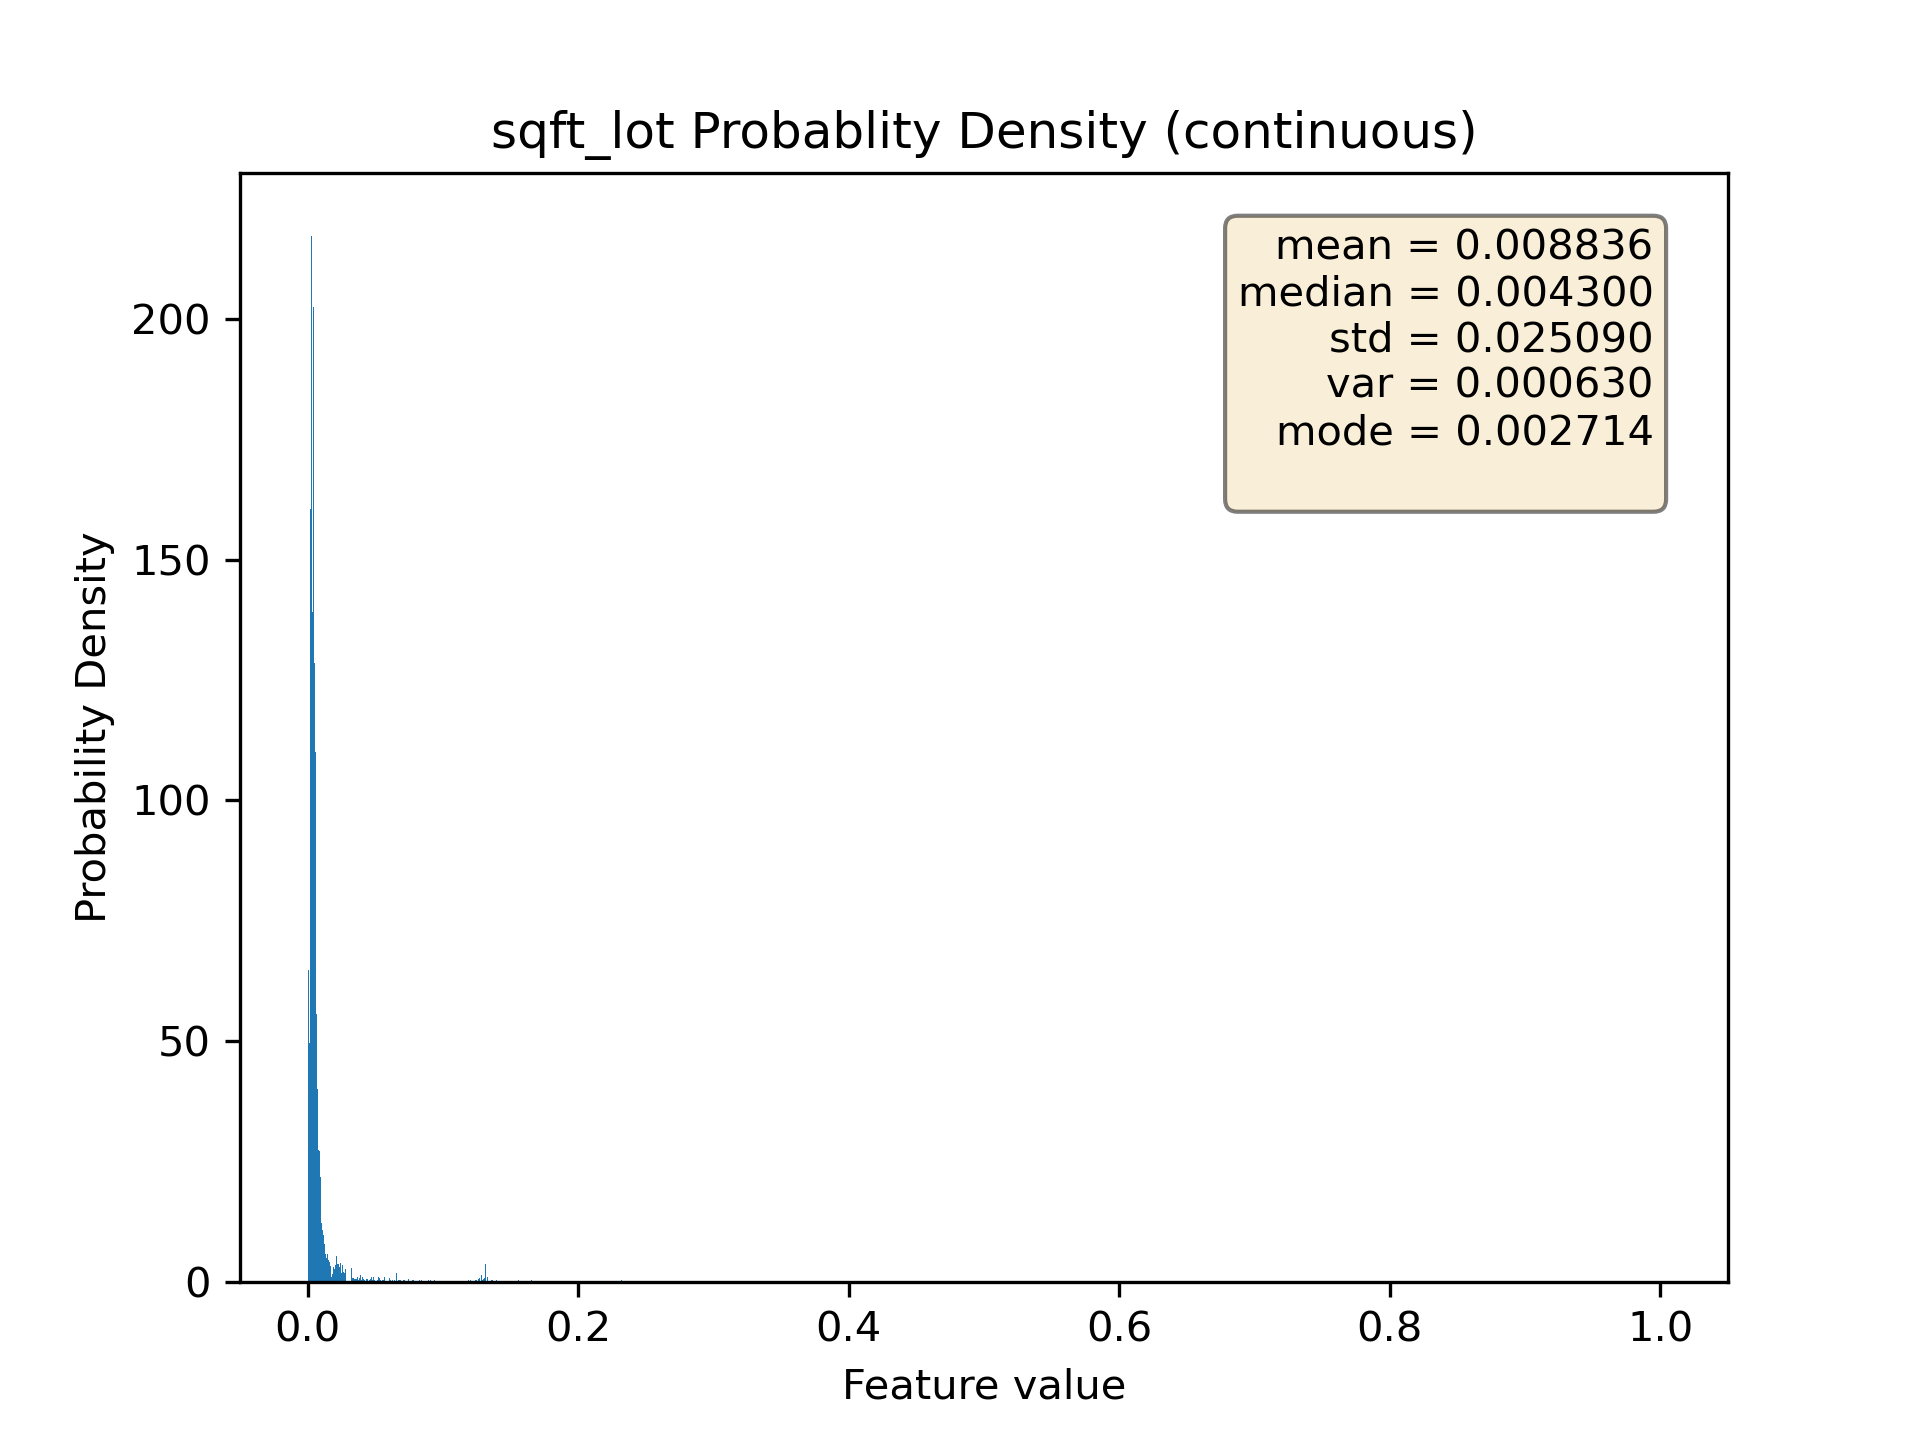 sqft_lot Probablity Density (continuous)
mean = 0.008836
median = 0.004300
std = 0.025090
var = 0.000630
mode = 0.002714
Probability Density
200
150
100
50
0
0.0 0.2 0.4 0.6 0.8 1.0
Feature value